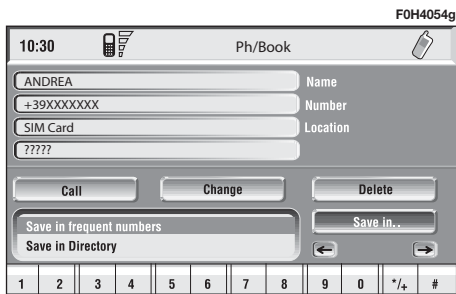 F0H4054g
10:30 Ph/Book
ANDREA Name
+39XXXXXXX Number
SIM Card Location
?????
Call Change Delete
Save in frequent numbers Save in..
Save in Directory
1 2 3 4 5 6 7 8 9 0 */+ #